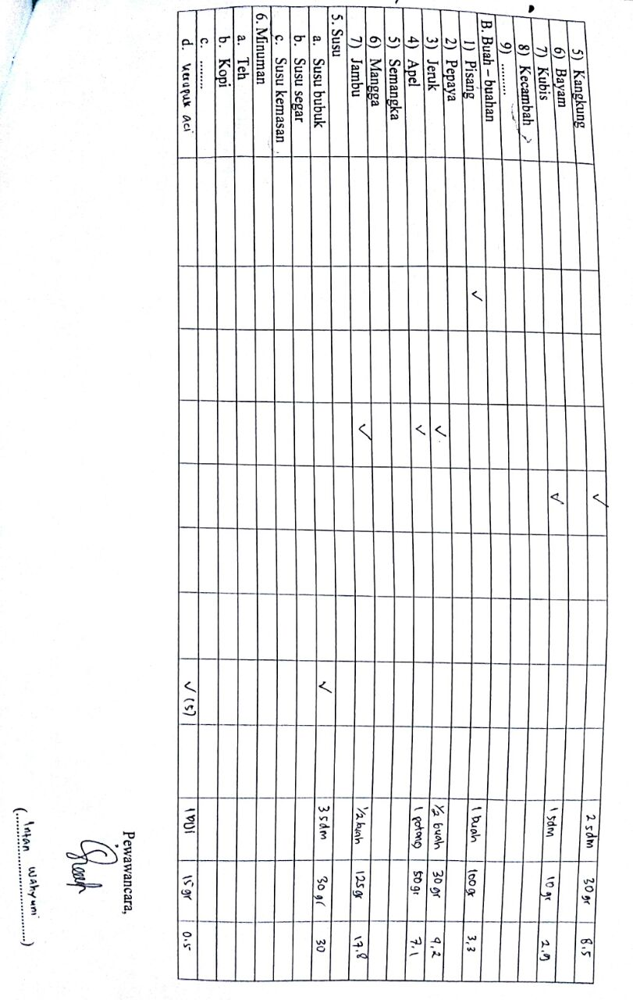 5) Kangkung ✓ 2 sdm 30 gr 8.5
6) Bayam ✓ 1 sdm 10 gr 2.9
7) Kubis
8) Kecambah
9) ..........
B. Buah – buahan
1) Pisang ✓ 1 buah 100 gr 3,3
2) Pepaya
3) Jeruk ✓ 1/2 buah 30 gr 4,2
4) Apel ✓ 1 potong 50 gr 7.1
5) Semangka
6) Mangga
7) Jambu ✓ 1/2 buah 125 gr 17,8
5. Susu
a. Susu bubuk ✓ 3 sdm 30 gr 30
b. Susu segar
c. Susu kemasan
6. Minuman
a. Teh
b. Kopi
c. ..........
d. kerupuk aci ✓ (5) 1 biji 15 gr 0.5
Pewawancara,
(Intan Wahyuni)